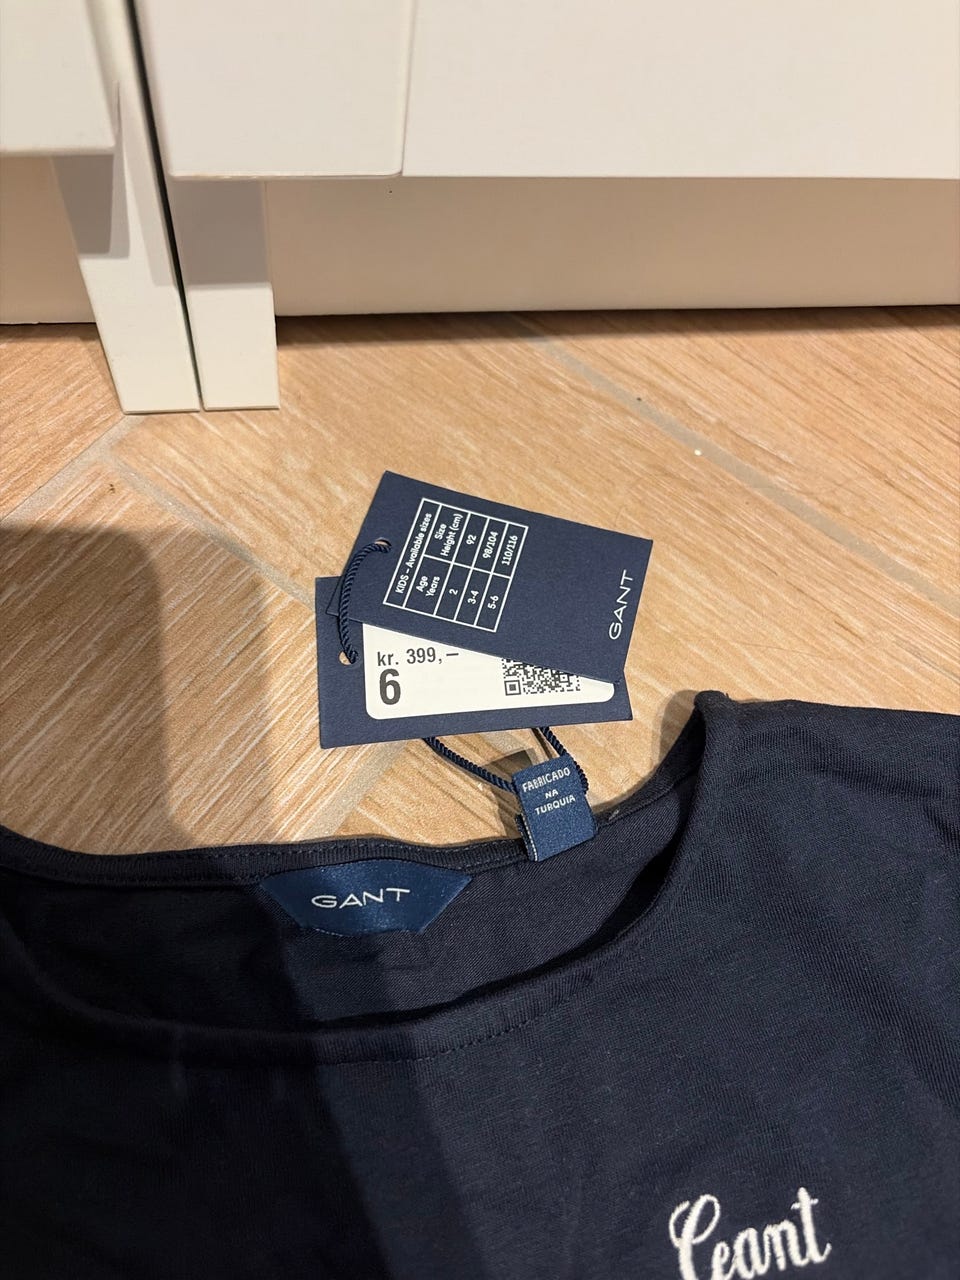 KIDS - Available sizes
Age Years Size Height (cm)
2 92
3-4 98/104
5-6 110/116
GANT
kr. 399,–
6
FABRICADO
NA
TURQUIA
GANT
Geant